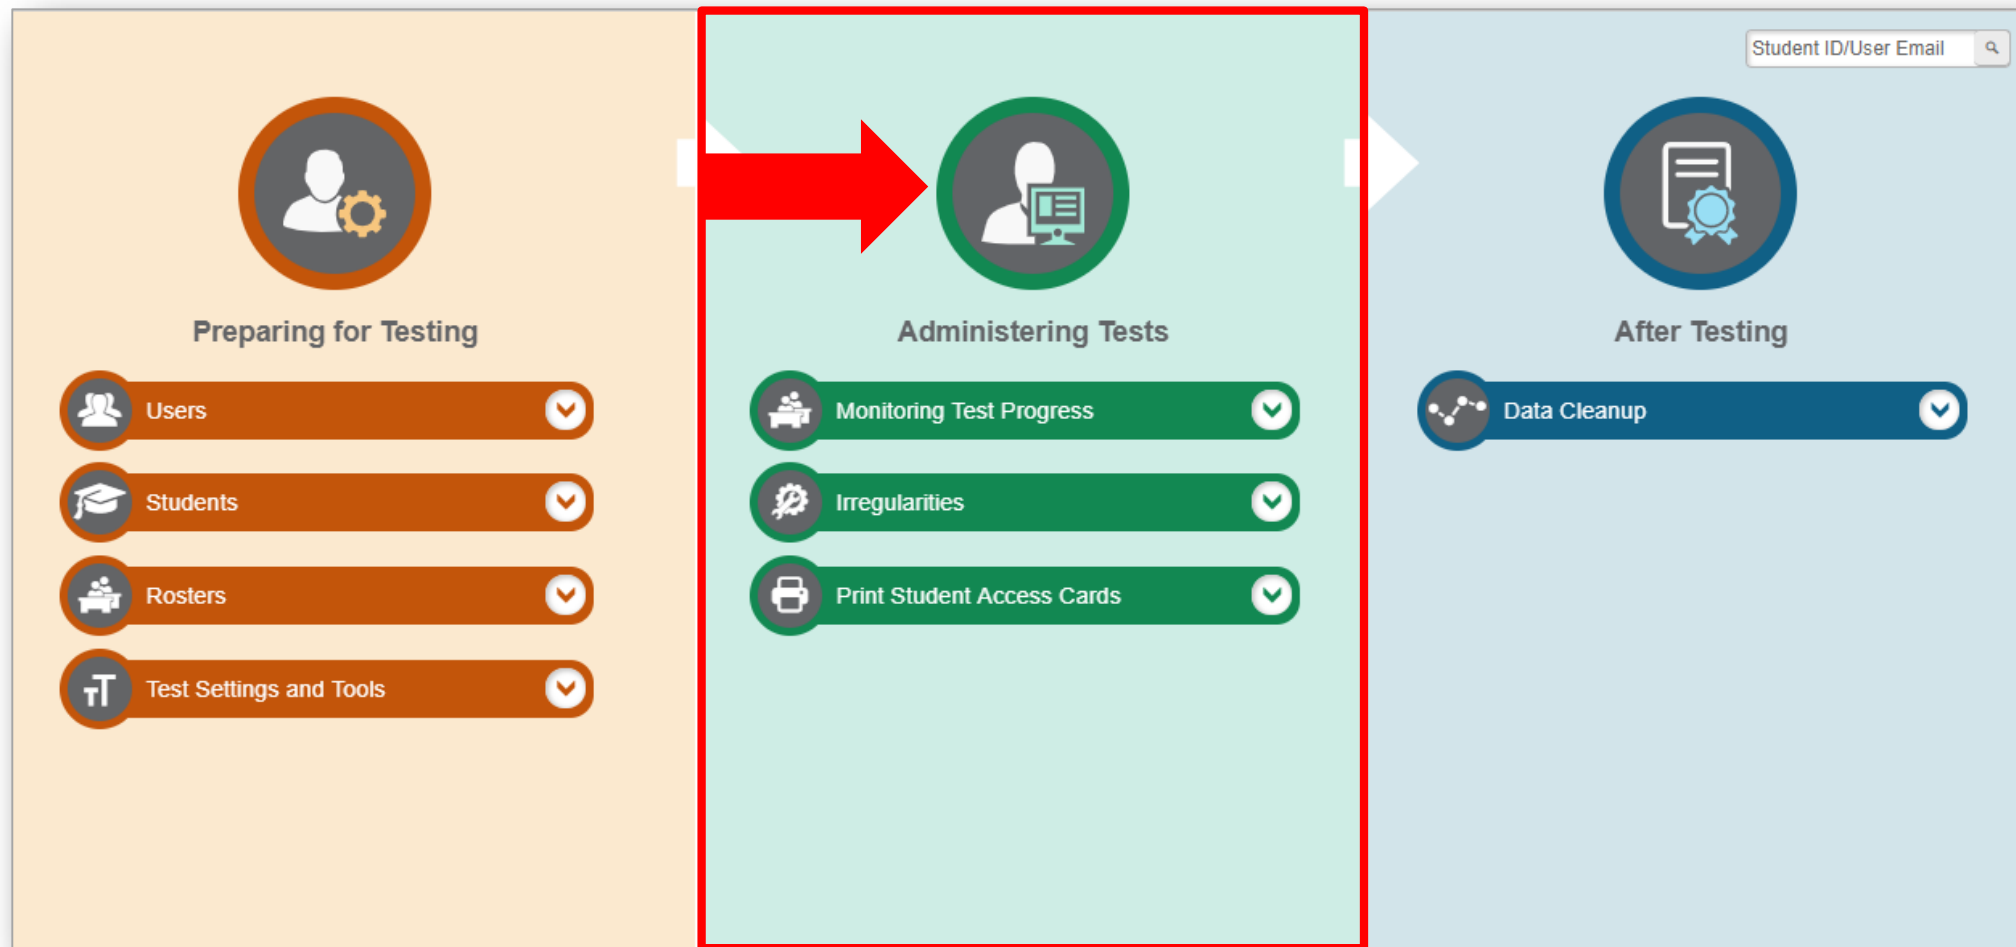 Student ID/User Email
Preparing for Testing
Users
Students
Rosters
Test Settings and Tools
Administering Tests
Monitoring Test Progress
Irregularities
Print Student Access Cards
After Testing
Data Cleanup